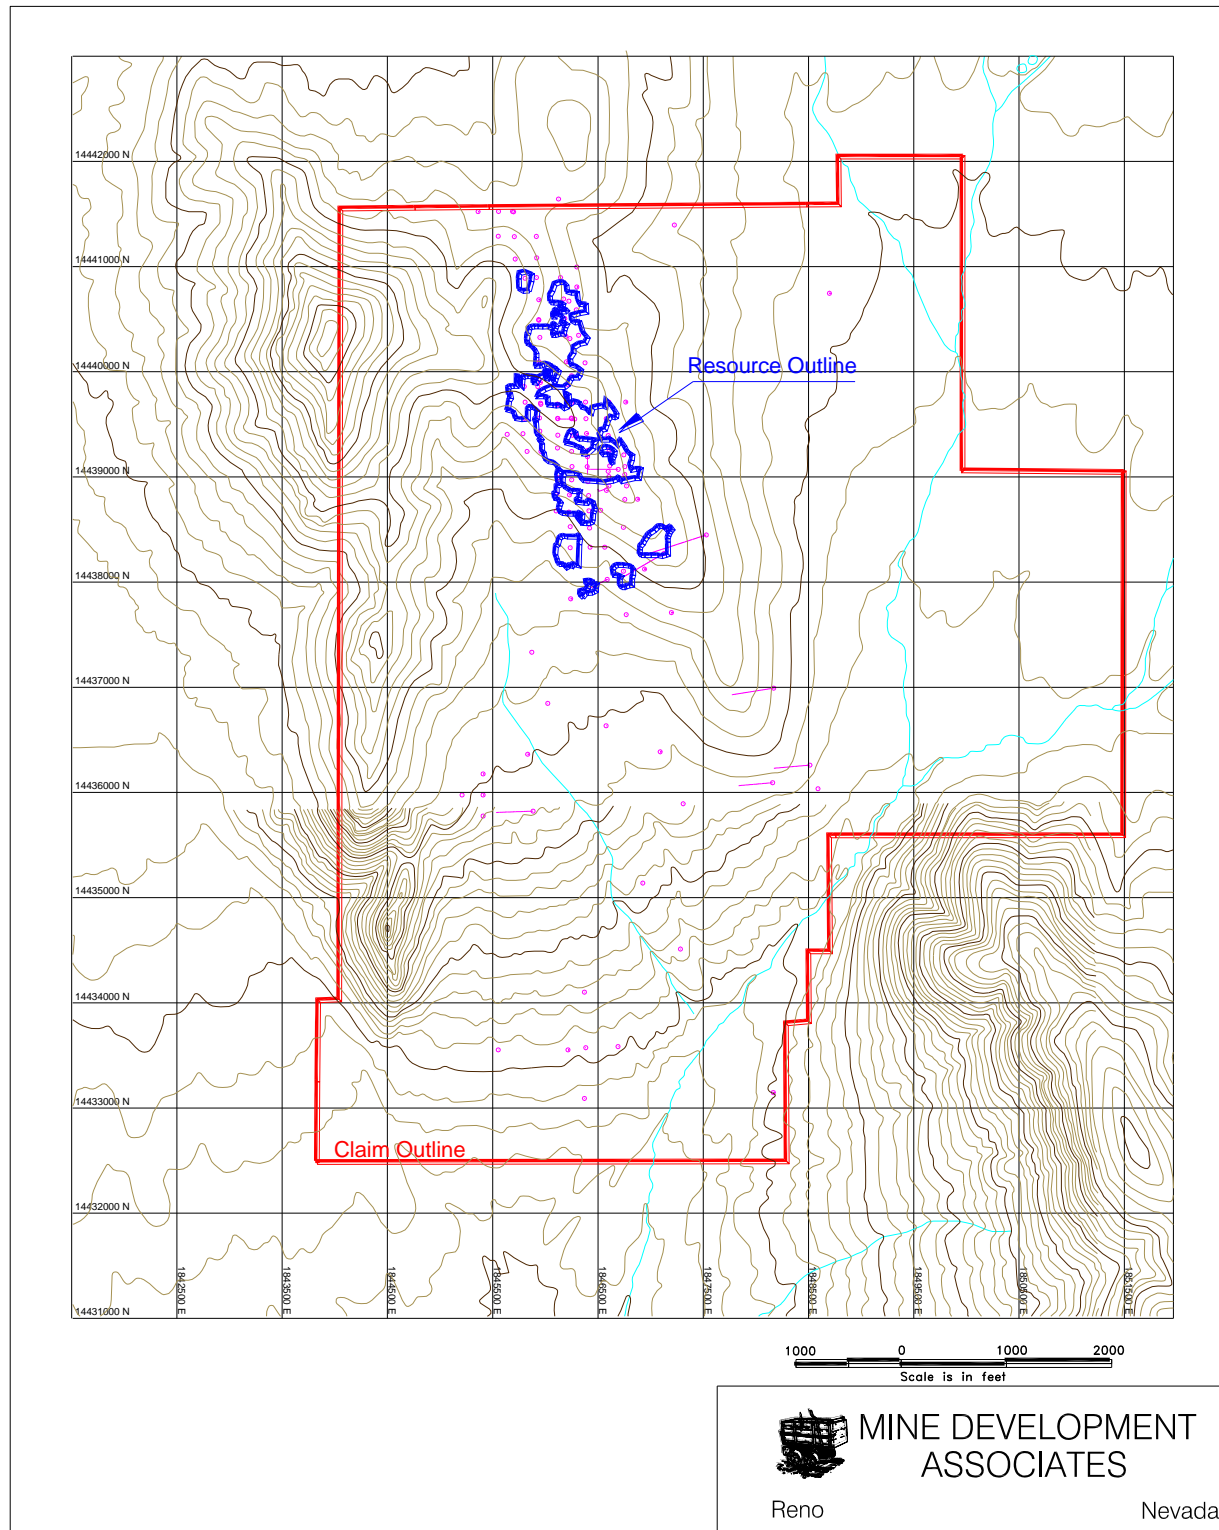 14442000 N
14441000 N
14440000 N
Resource Outline
14439000 N
14438000 N
14437000 N
14436000 N
14435000 N
14434000 N
14433000 N
Claim Outline
14432000 N
14431000 N
1842500 E
1843500 E
1844500 E
1845500 E
1846500 E
1847500 E
1848500 E
1849500 E
1850500 E
1851500 E
1000 0 1000 2000
Scale is in feet
MINE DEVELOPMENT
ASSOCIATES
Reno Nevada